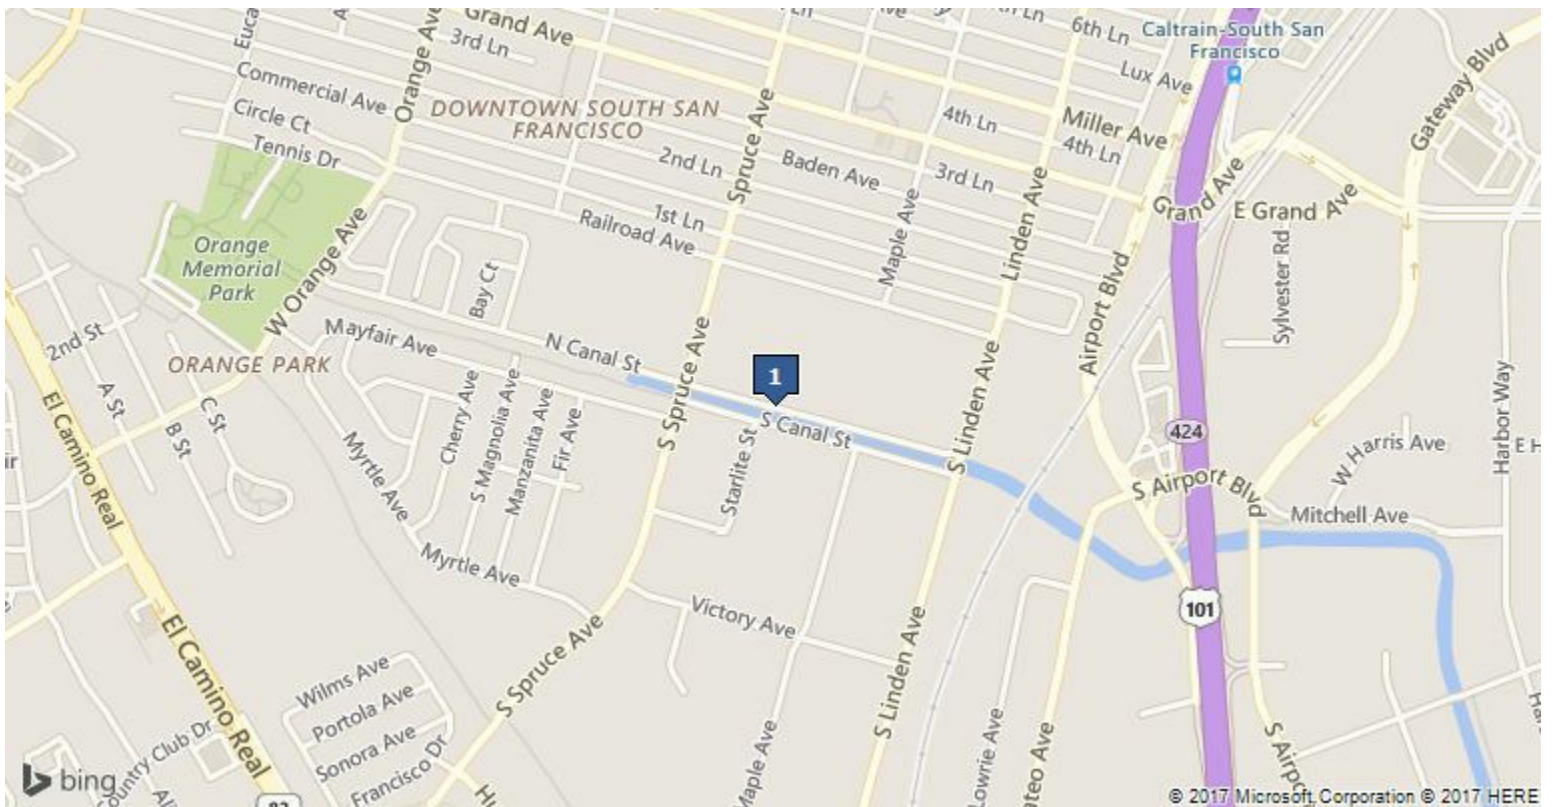 Grand Ave
3rd Ln
Orange Ave
Commercial Ave
Circle Ct
Tennis Dr
DOWNTOWN SOUTH SAN
FRANCISCO
2nd Ln
1st Ln
Railroad Ave
Spruce Ave
Baden Ave
4th Ln
3rd Ln
Maple Ave
Linden Ave
6th Ln
Lux Ave
Miller Ave
4th Ln
Caltrain-South San
Francisco
Gateway Blvd
Grand Ave
E Grand Ave
Airport Blvd
Sylvester Rd
Orange
Memorial
Park
W Orange Ave
Bay Ct
N Canal St
Mayfair Ave
ORANGE PARK
2nd St
A St
B St
C St
El Camino Real
Myrtle Ave
Cherry Ave
S Magnolia Ave
Manzanita Ave
Fir Ave
S Spruce Ave
1
S Canal St
Starlite St
S Linden Ave
424
S Airport Blvd
W Harris Ave
Harbor Way
E H
Mitchell Ave
Myrtle Ave
Victory Ave
101
El Camino Real
S Spruce Ave
S Linden Ave
Wilms Ave
Portola Ave
Sonora Ave
Francisco Dr
Country Club Dr
Maple Ave
Lowrie Ave
ateo Ave
S Airpo
82
bing
© 2017 Microsoft Corporation © 2017 HERE